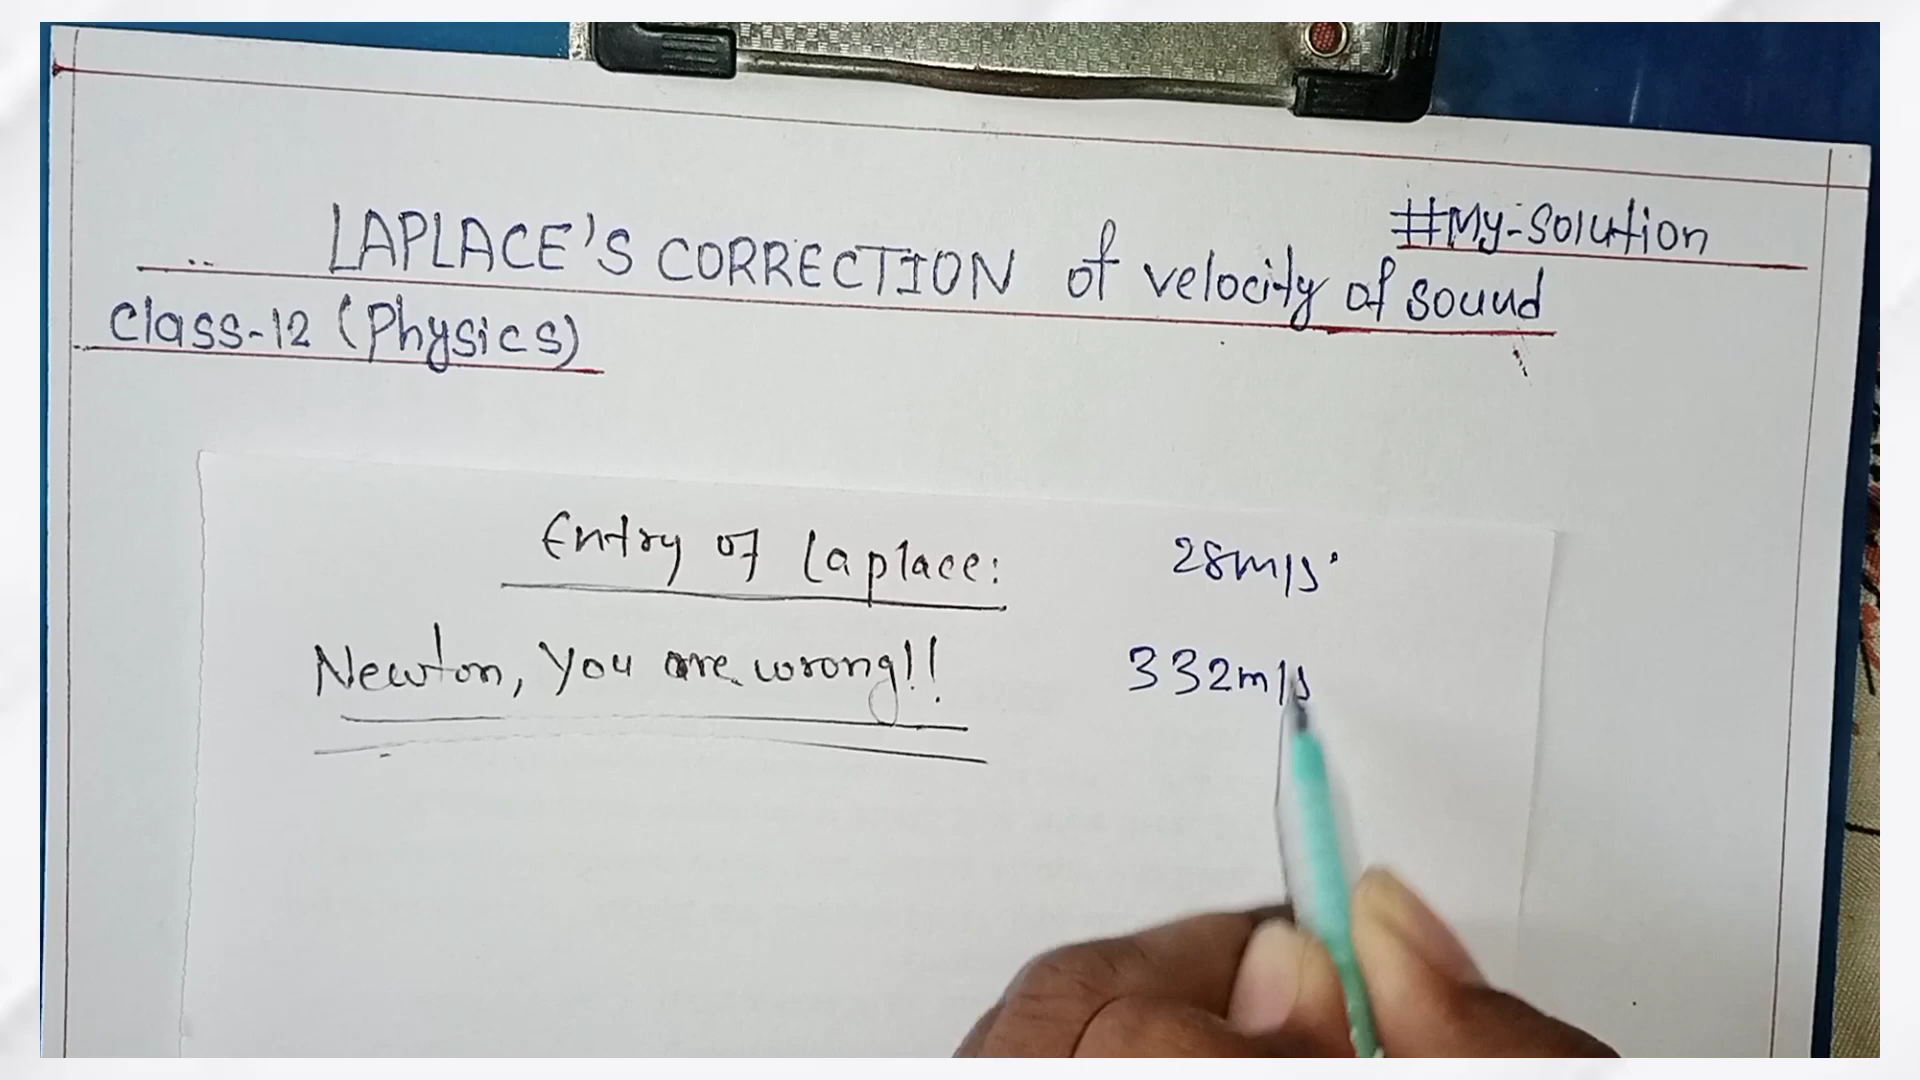 #My-Solution
LAPLACE'S CORRECTION of velocity of sound
Class-12 (Physics)
Entry of Laplace:
28m/s
Newton, You are wrong!!
332m/s